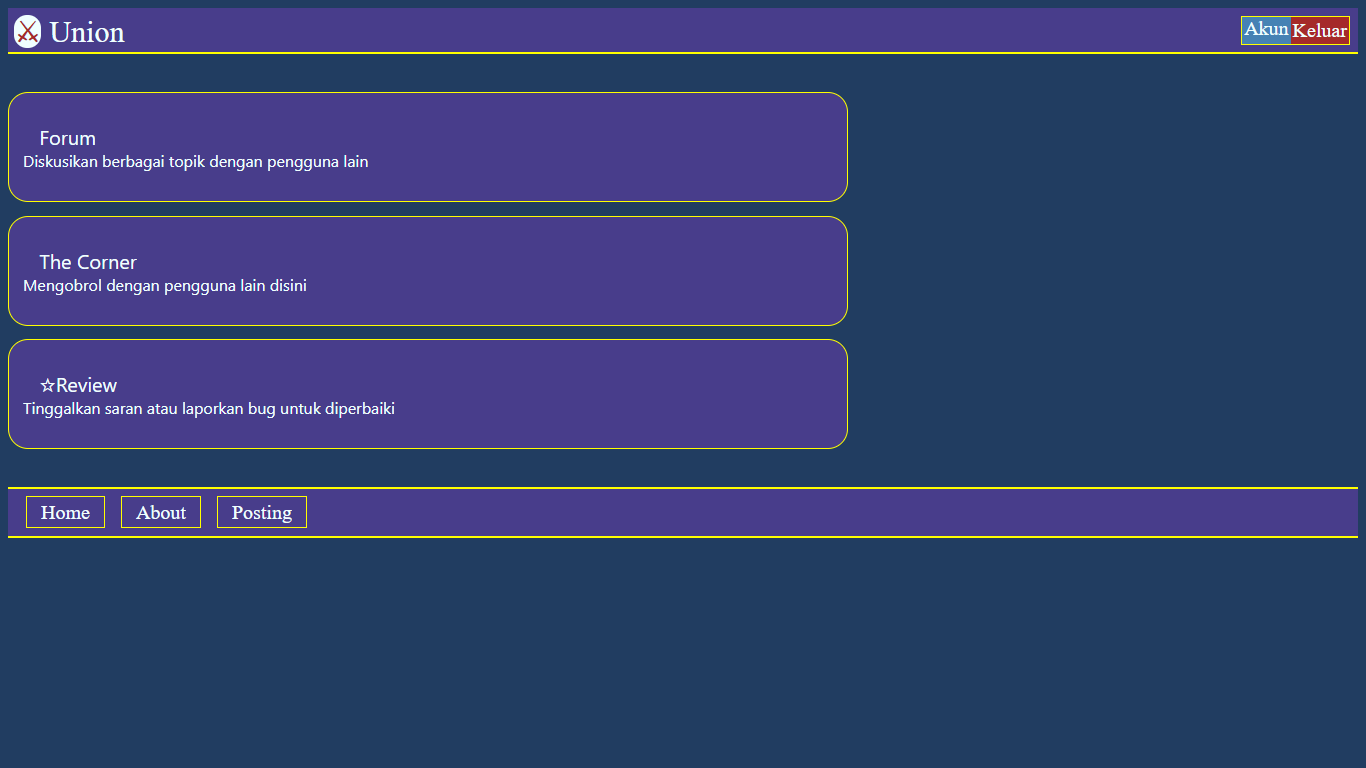 Union
Akun Keluar
Forum
Diskusikan berbagai topik dengan pengguna lain
The Corner
Mengobrol dengan pengguna lain disini
☆Review
Tinggalkan saran atau laporkan bug untuk diperbaiki
Home About Posting